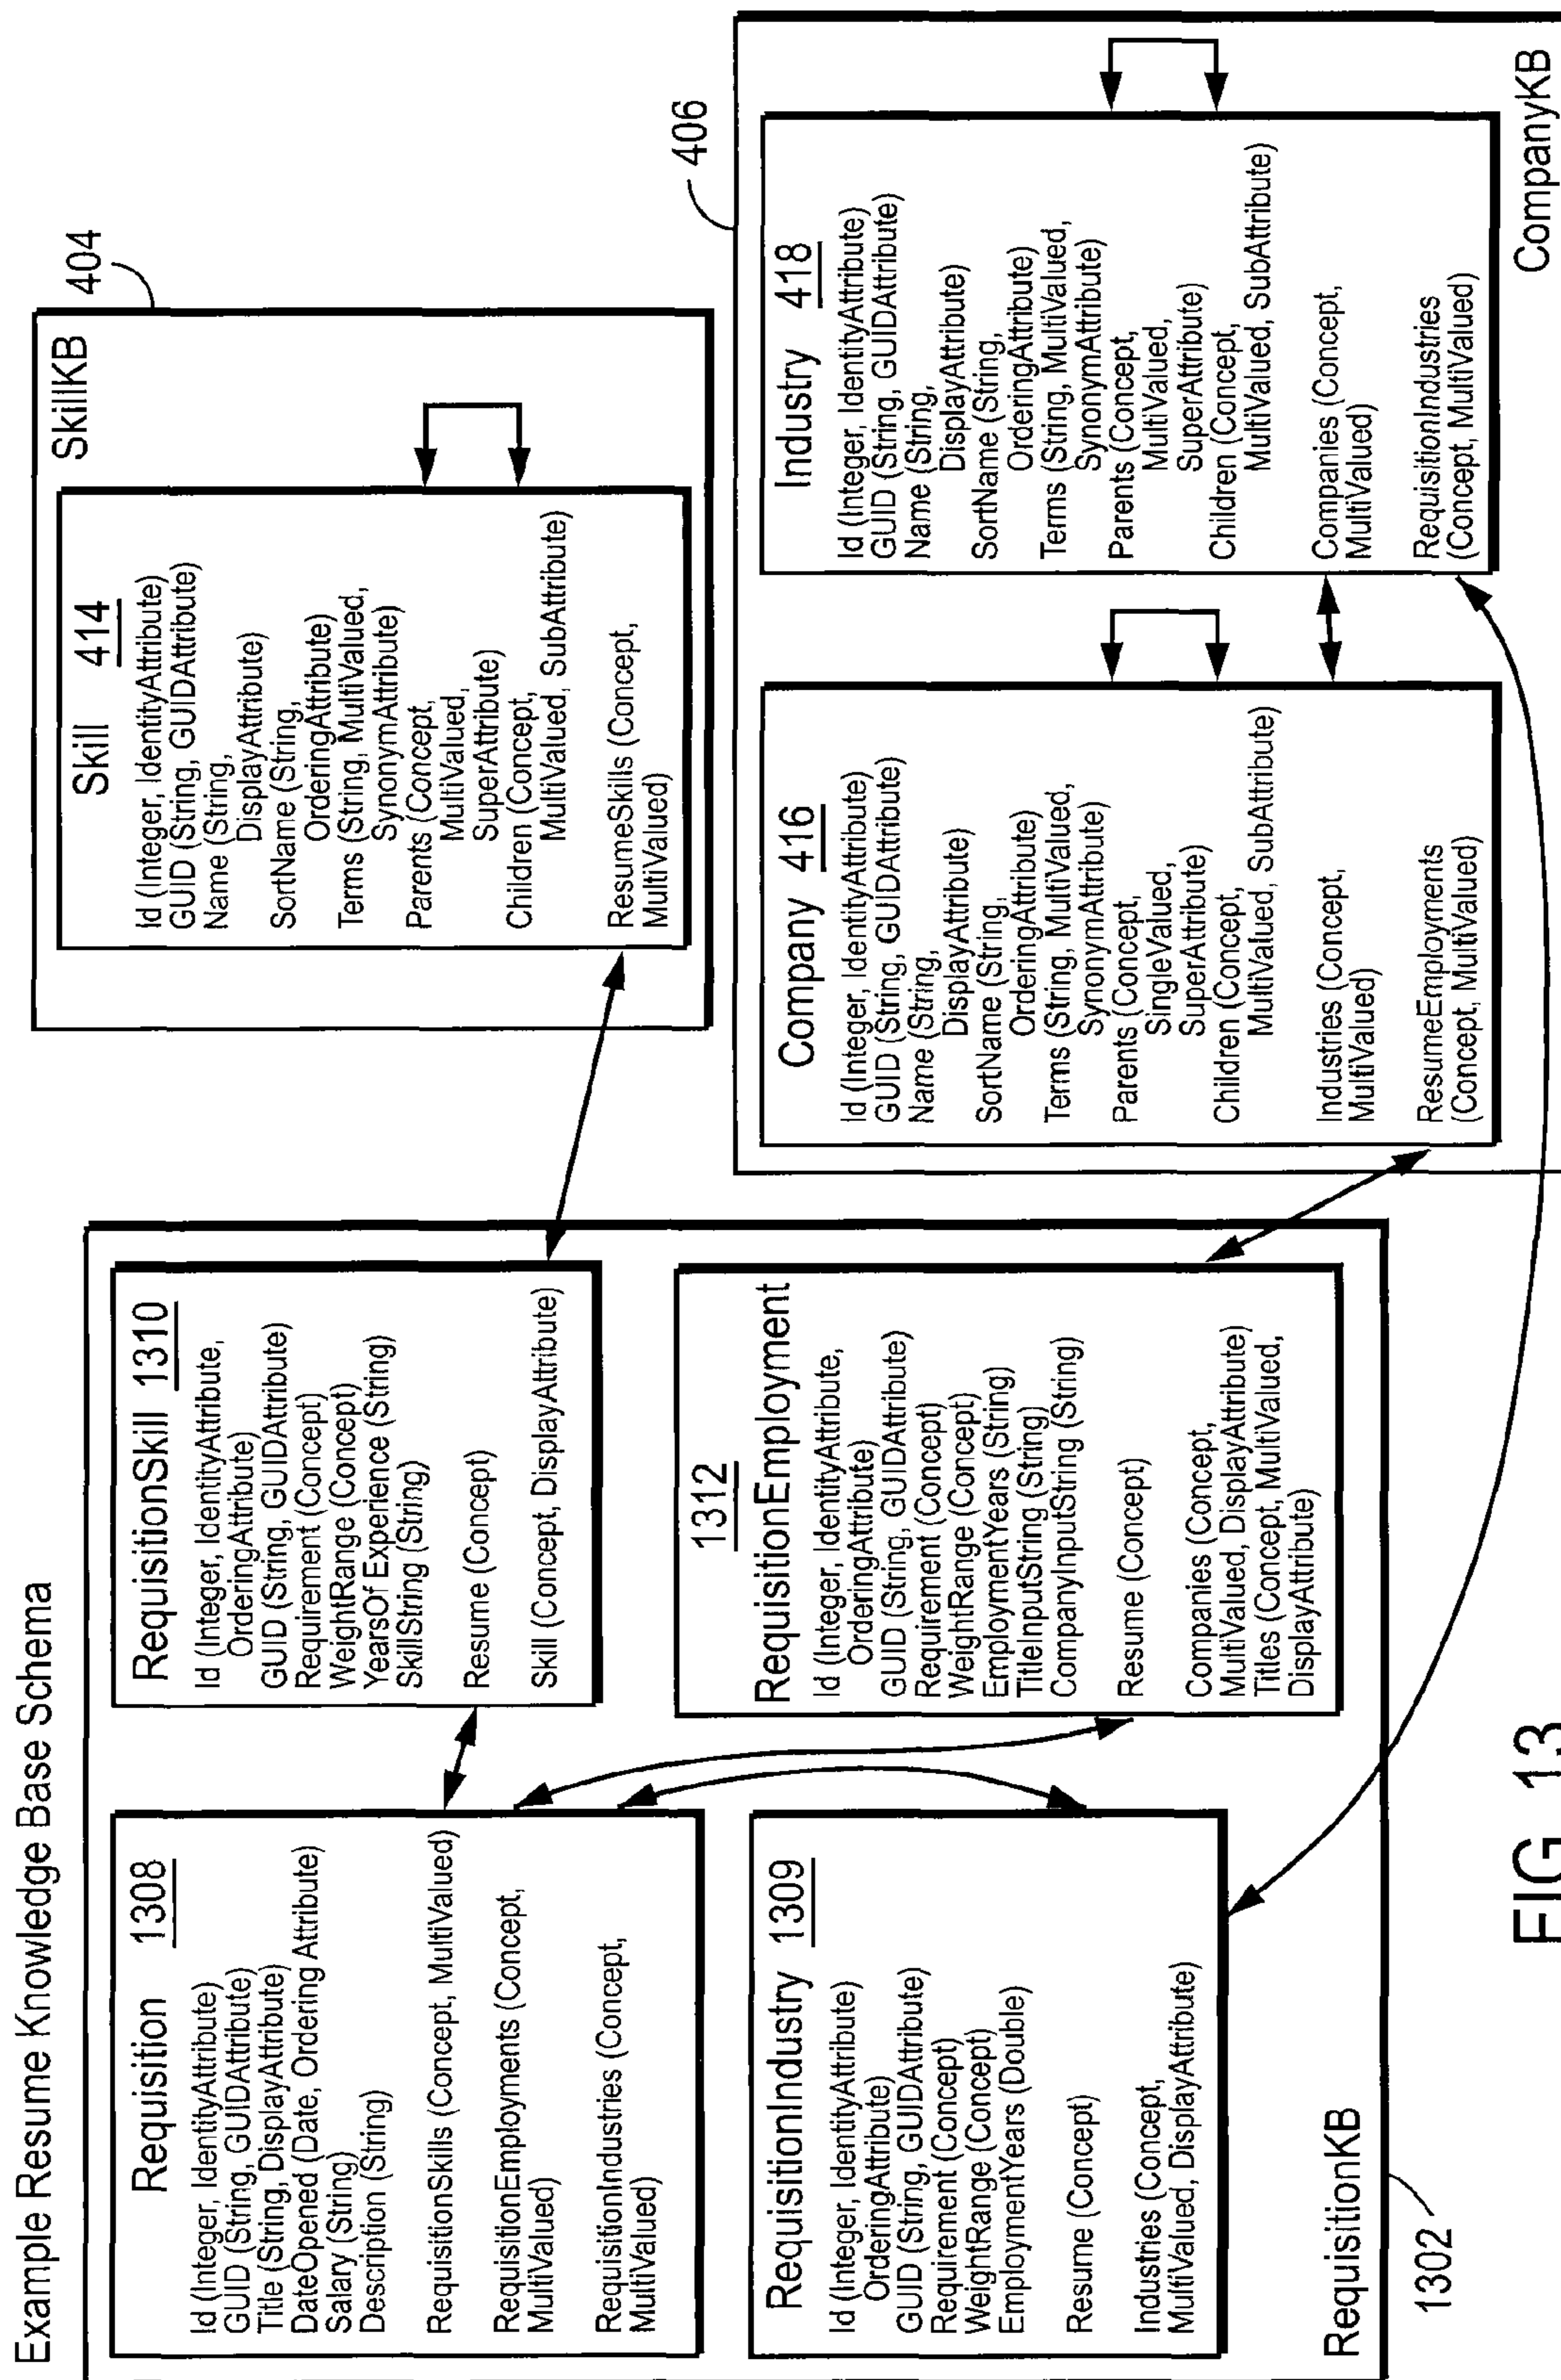 Example Resume Knowledge Base Schema
Requisition 1308
Id (Integer, IdentityAttribute)
GUID (String, GUIDAttribute)
Title (String, DisplayAttribute)
DateOpened (Date, Ordering Attribute)
Salary (String)
Description (String)
RequisitionSkills (Concept, MultiValued)
RequisitionEmployments (Concept,
MultiValued)
RequisitionIndustries (Concept,
MultiValued)
RequisitionIndustry 1309
Id (Integer, IdentityAttribute)
OrderingAttribute)
GUID (String, GUIDAttribute)
Requirement (Concept)
WeightRange (Concept)
EmploymentYears (Double)
Resume (Concept)
Industries (Concept,
MultiValued, DisplayAttribute)
RequisitionKB
1302
RequisitionSkill 1310
Id (Integer, IdentityAttribute,
OrderingAttribute)
GUID (String, GUIDAttribute)
Requirement (Concept)
WeightRange (Concept)
YearsOf Experience (String)
SkillString (String)
Resume (Concept)
Skill (Concept, DisplayAttribute)
1312
RequisitionEmployment
Id (Integer, IdentityAttribute,
OrderingAttribute)
GUID (String, GUIDAttribute)
Requirement (Concept)
WeightRange (Concept)
EmploymentYears (String)
TitleInputString (String)
CompanyInputString (String)
Resume (Concept)
Companies (Concept,
MultiValued, DisplayAttribute)
Titles (Concept, MultiValued,
DisplayAttribute)
SkillKB
404
Skill 414
Id (Integer, IdentityAttribute)
GUID (String, GUIDAttribute)
Name (String,
DisplayAttribute)
SortName (String,
OrderingAttribute)
Terms (String, MultiValued,
SynonymAttribute)
Parents (Concept,
MultiValued,
SuperAttribute)
Children (Concept,
MultiValued, SubAttribute)
ResumeSkills (Concept,
MultiValued)
406
Company 416
Id (Integer, IdentityAttribute)
GUID (String, GUIDAttribute)
Name (String,
DisplayAttribute)
SortName (String,
OrderingAttribute)
Terms (String, MultiValued,
SynonymAttribute)
Parents (Concept,
SingleValued,
SuperAttribute)
Children (Concept,
MultiValued, SubAttribute)
Industries (Concept,
MultiValued)
ResumeEmployments
(Concept, MultiValued)
Industry 418
Id (Integer, IdentityAttribute)
GUID (String, GUIDAttribute)
Name (String,
DisplayAttribute)
SortName (String,
OrderingAttribute)
Terms (String, MultiValued,
SynonymAttribute)
Parents (Concept,
MultiValued,
SuperAttribute)
Children (Concept,
MultiValued, SubAttribute)
Companies (Concept,
MultiValued)
RequisitionIndustries
(Concept, MultiValued)
CompanyKB
FIG. 13